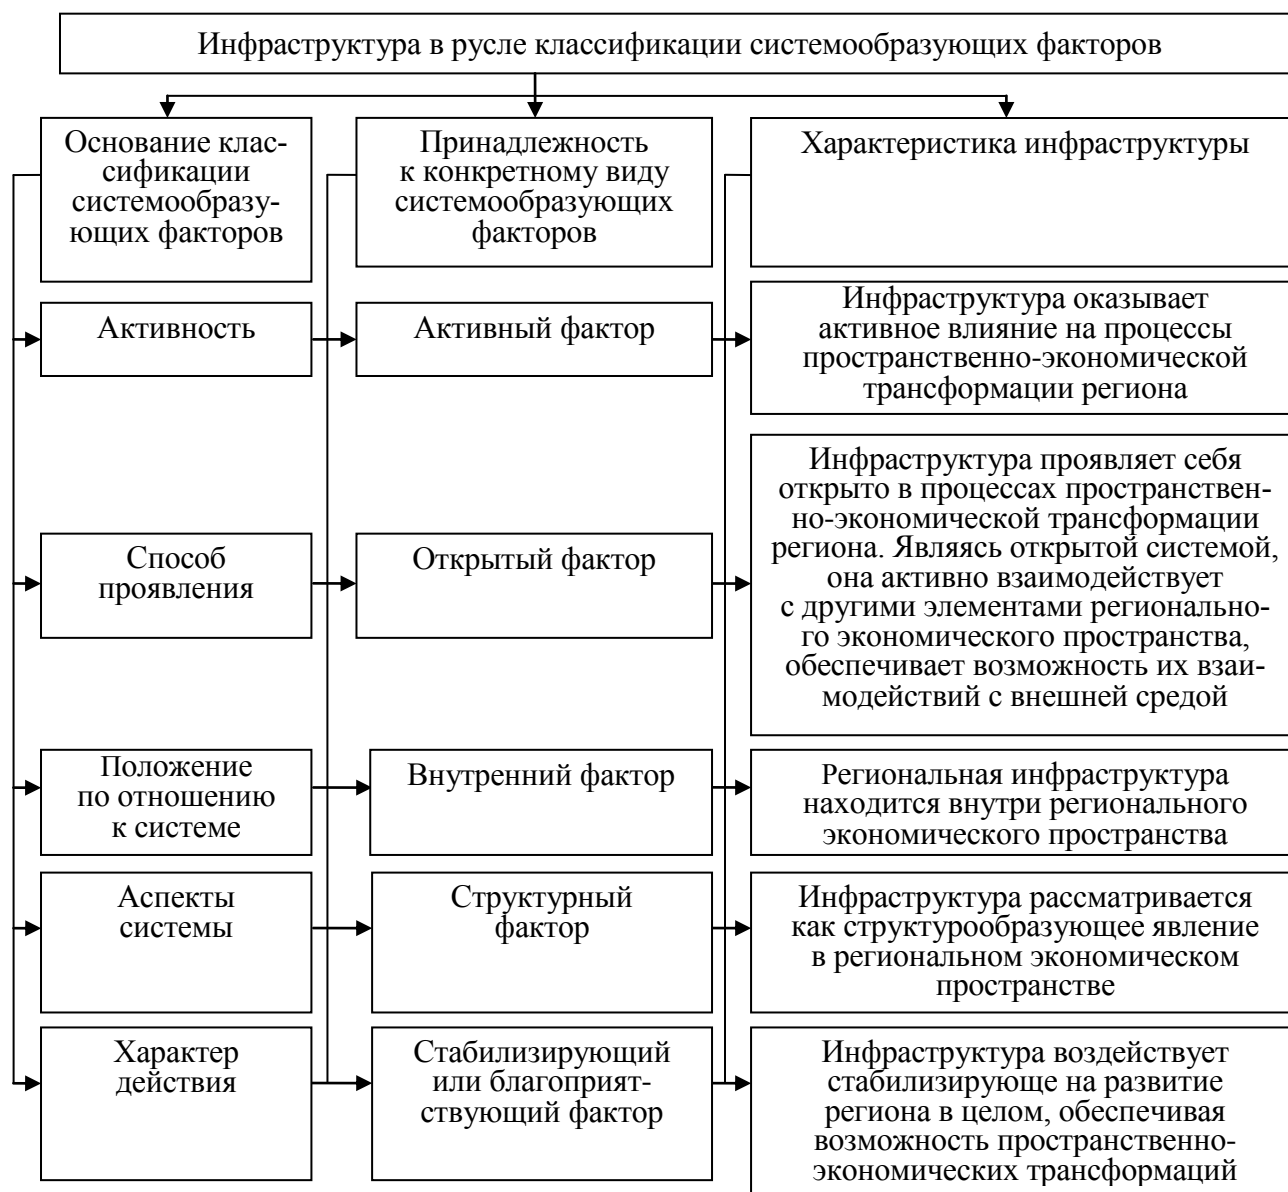 Инфраструктура в русле классификации системообразующих факторов
Основание клас-
сификации
системообразу-
ющих факторов
Принадлежность
к конкретному виду
системообразующих
факторов
Характеристика инфраструктуры
Активность
Активный фактор
Инфраструктура оказывает
активное влияние на процессы
пространственно-экономической
трансформации региона
Способ
проявления
Открытый фактор
Инфраструктура проявляет себя
открыто в процессах пространствен-
но-экономической трансформации
региона. Являясь открытой системой,
она активно взаимодействует
с другими элементами регионально-
го экономического пространства,
обеспечивает возможность их взаи-
модействий с внешней средой
Положение
по отношению
к системе
Внутренний фактор
Региональная инфраструктура
находится внутри регионального
экономического пространства
Аспекты
системы
Структурный
фактор
Инфраструктура рассматривается
как структурообразующее явление
в региональном экономическом
пространстве
Характер
действия
Стабилизирующий
или благоприят-
ствующий фактор
Инфраструктура воздействует
стабилизирующе на развитие
региона в целом, обеспечивая
возможность пространственно-
экономических трансформаций